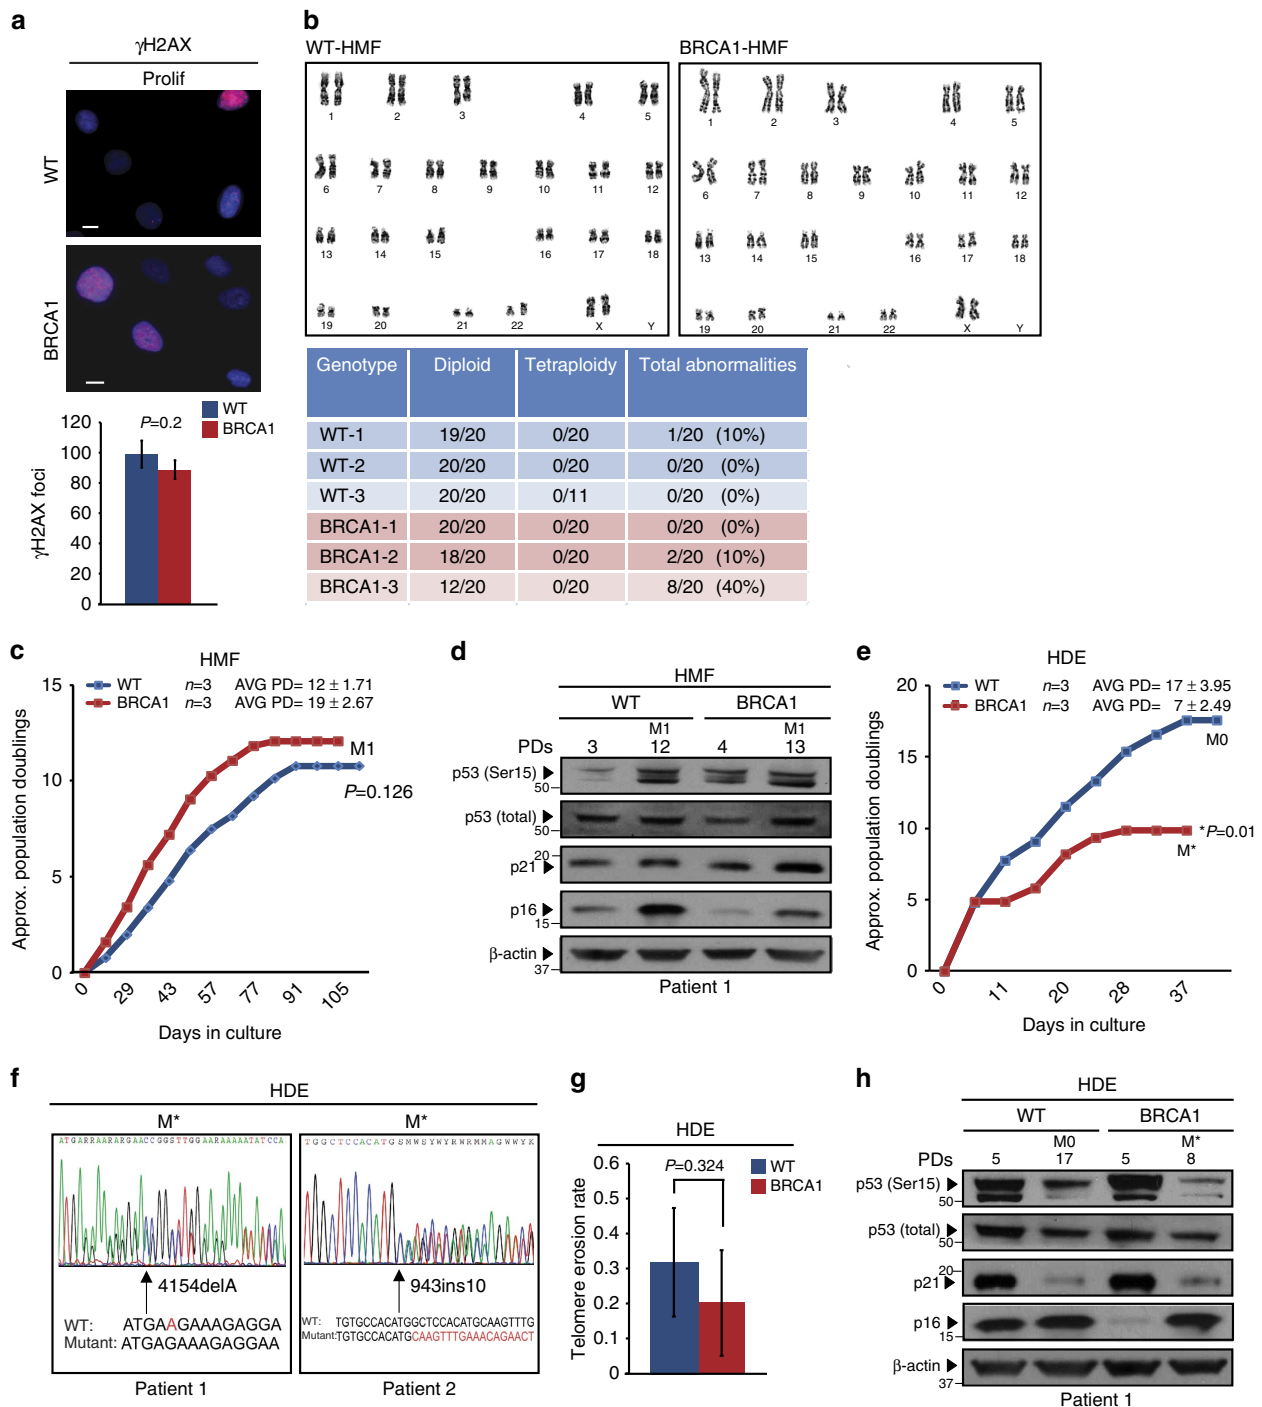 a
γH2AX
Prolif
WT
BRCA1
WT
BRCA1
P=0.2
γH2AX foci
120
100
80
60
40
20
0
b
WT-HMF
1 2 3 4 5
6 7 8 9 10 11 12
13 14 15 16 17 18
19 20 21 22 X Y
BRCA1-HMF
1 2 3 4 5
6 7 8 9 10 11 12
13 14 15 16 17 18
19 20 21 22 X Y
Genotype Diploid Tetraploidy Total abnormalities
WT-1 19/20 0/20 1/20 (10%)
WT-2 20/20 0/20 0/20 (0%)
WT-3 20/20 0/11 0/20 (0%)
BRCA1-1 20/20 0/20 0/20 (0%)
BRCA1-2 18/20 0/20 2/20 (10%)
BRCA1-3 12/20 0/20 8/20 (40%)
c
HMF
WT n=3 AVG PD= 12 ± 1.71
BRCA1 n=3 AVG PD= 19 ± 2.67
M1
P=0.126
Approx. population doublings
15
10
5
0
0 29 43 57 77 91 105
Days in culture
d
HMF
WT BRCA1
M1 M1
PDs 3 12 4 13
p53 (Ser15)
50
p53 (total)
50
20
p21
p16
15
β-actin
37
Patient 1
e
HDE
WT n=3 AVG PD= 17 ± 3.95
BRCA1 n=3 AVG PD= 7 ± 2.49
M0
*P=0.01
M*
Approx. population doublings
20
15
10
5
0
0 11 20 28 37
Days in culture
f
HDE
M* M*
ATGARRAARARGAACCGGSTTGGAARAAAAATATCCA
4154delA
WT: ATGAAGAAAGAGGA
Mutant: ATGAGAAAGAGGAA
Patient 1
TGGCTCCACATGSMWSYWYRWRMMAGWWYK
943ins10
WT: TGTGCCACATGGCTCCACATGCAAGTTTG
Mutant: TGTGCCACATGCAAGTTTGAAACAGAACT
Patient 2
g
HDE
P=0.324
WT
BRCA1
Telomere erosion rate
0.6
0.5
0.4
0.3
0.2
0.1
0
h
HDE
WT BRCA1
M0 M*
PDs 5 17 5 8
p53 (Ser15)
50
p53 (total)
50
20
p21
p16
15
β-actin
37
Patient 1